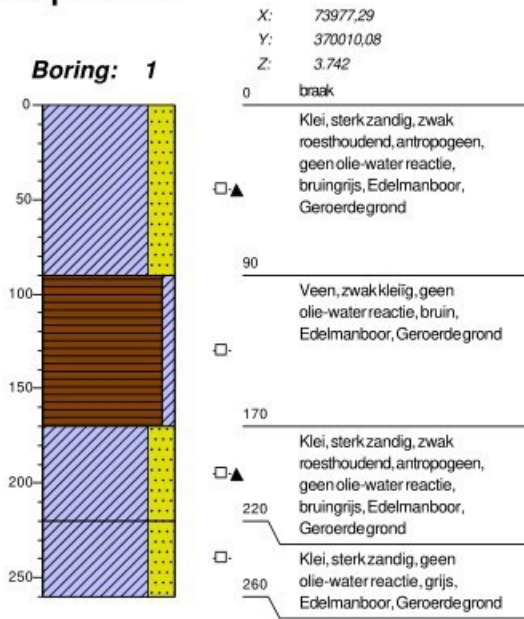 X: 73977,29
Y: 370010,08
Z: 3.742
Boring: 1
0 braak
0
Klei, sterk zandig, zwak
roesthoudend, antropogeen,
geen olie-water reactie,
bruingrijs, Edelmanboor,
Geroerde grond
50
90
100
Veen, zwak kleiïg, geen
olie-water reactie, bruin,
Edelmanboor, Geroerde grond
150
170
Klei, sterk zandig, zwak
roesthoudend, antropogeen,
geen olie-water reactie,
bruingrijs, Edelmanboor,
Geroerde grond
200
220
Klei, sterk zandig, geen
olie-water reactie, grijs,
Edelmanboor, Geroerde grond
250
260